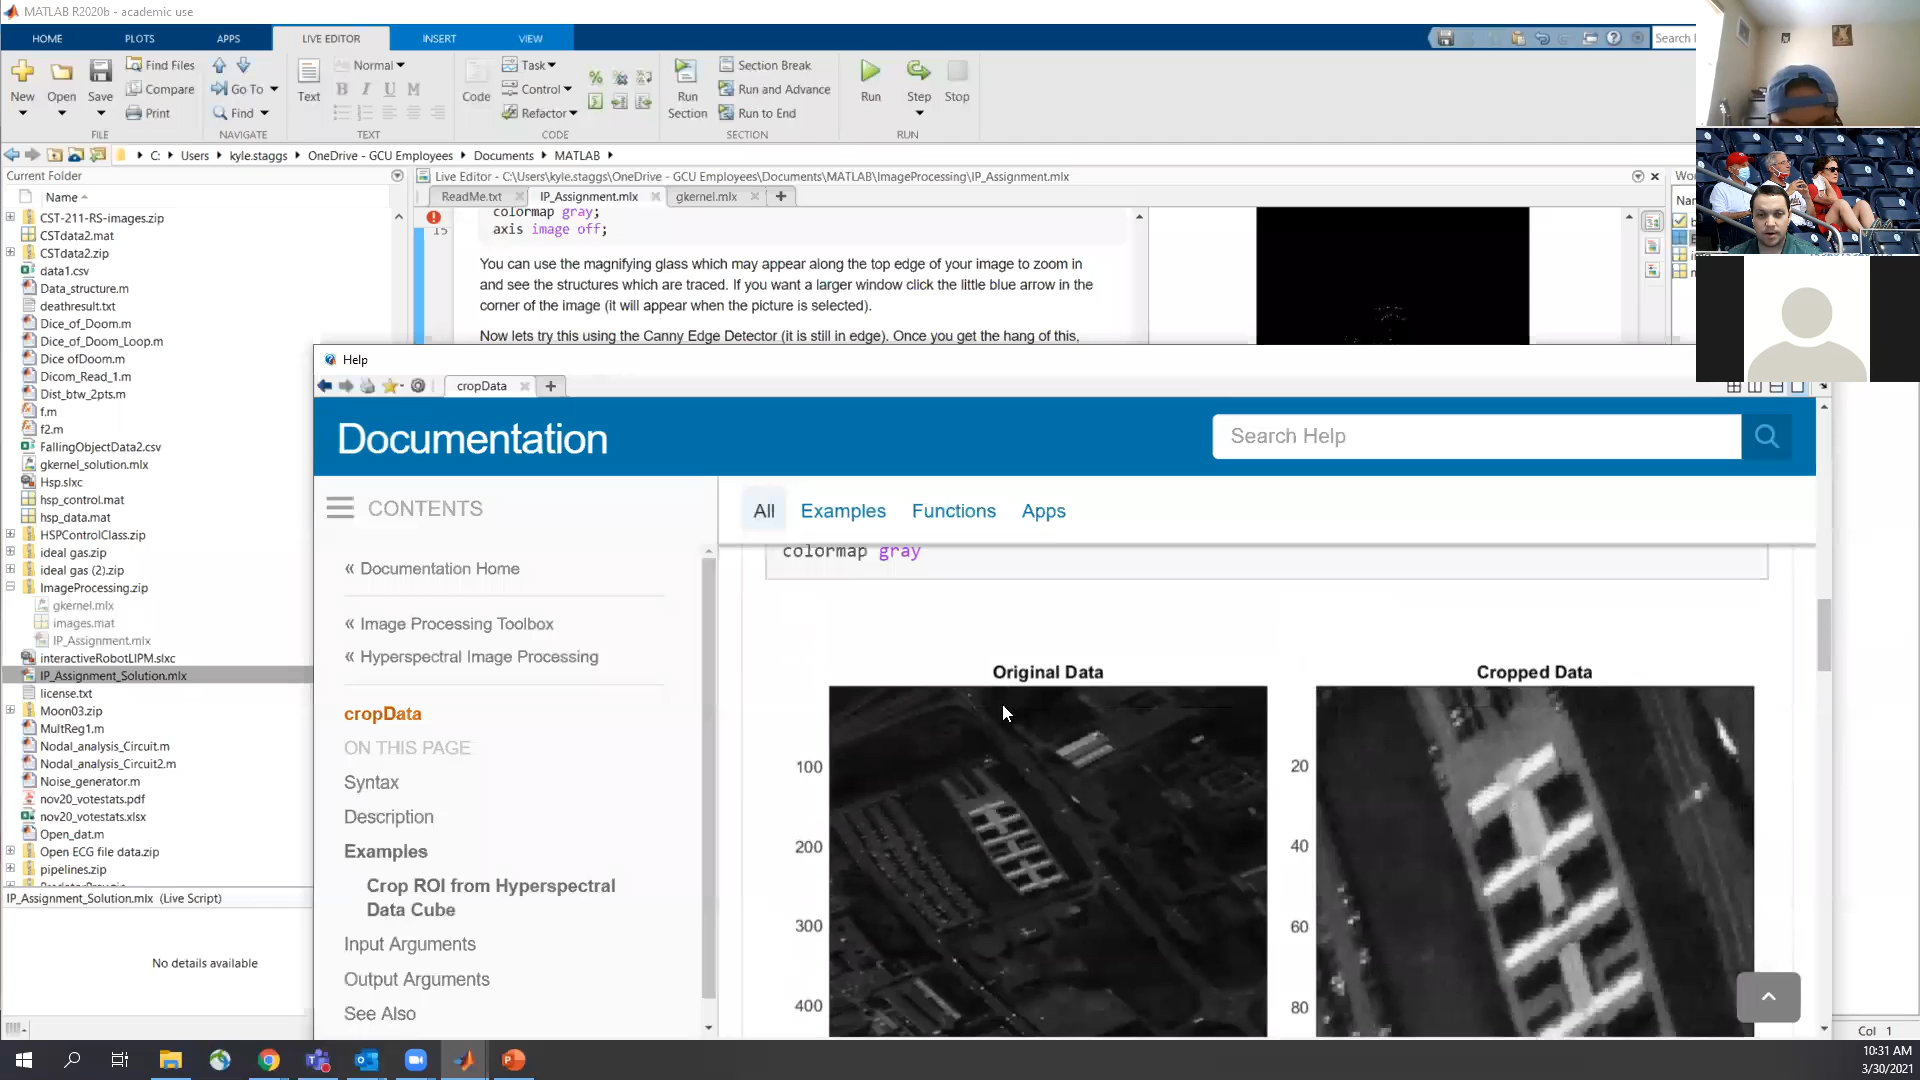 MATLAB R2020b - academic use
HOME PLOTS APPS LIVE EDITOR INSERT VIEW
New
Open
Save
Find Files
Compare
Print
FILE
Go To
Find
NAVIGATE
Text
Normal
B I U M
TEXT
Code
Task
Control
Refactor
CODE
Run
Section
Section Break
Run and Advance
Run to End
SECTION
Run
Step
Stop
RUN
C: Users kyle.staggs OneDrive - GCU Employees Documents MATLAB
Current Folder
Name
CST-211-RS-images.zip
CSTdata2.mat
CSTdata2.zip
data1.csv
Data_structure.m
deathresult.txt
Dice_of_Doom.m
Dice_of_Doom_Loop.m
Dice ofDoom.m
Dicom_Read_1.m
Dist_btw_2pts.m
f.m
f2.m
FallingObjectData2.csv
gkernel_solution.mlx
Hsp.slxc
hsp_control.mat
hsp_data.mat
HSPControlClass.zip
ideal gas.zip
ideal gas (2).zip
ImageProcessing.zip
gkernel.mlx
images.mat
IP_Assignment.mlx
interactiveRobotLIPM.slxc
IP_Assignment_Solution.mlx
license.txt
Moon03.zip
MultReg1.m
Nodal_analysis_Circuit.m
Nodal_analysis_Circuit2.m
Noise_generator.m
nov20_votestats.pdf
nov20_votestats.xlsx
Open_dat.m
Open ECG file data.zip
pipelines.zip
IP_Assignment_Solution.mlx (Live Script)
No details available
Live Editor - C:\Users\kyle.staggs\OneDrive - GCU Employees\Documents\MATLAB\ImageProcessing\IP_Assignment.mlx
ReadMe.txt IP_Assignment.mlx gkernel.mlx
15
colormap gray;
axis image off;
You can use the magnifying glass which may appear along the top edge of your image to zoom in
and see the structures which are traced. If you want a larger window click the little blue arrow in the
corner of the image (it will appear when the picture is selected).
Now lets try this using the Canny Edge Detector (it is still in edge). Once you get the hang of this,
Help
cropData
Documentation
Search Help
CONTENTS
All Examples Functions Apps
« Documentation Home
« Image Processing Toolbox
« Hyperspectral Image Processing
cropData
ON THIS PAGE
Syntax
Description
Examples
Crop ROI from Hyperspectral
Data Cube
Input Arguments
Output Arguments
See Also
colormap gray
Original Data
100
200
300
400
Cropped Data
20
40
60
80
Col 1
10:31 AM
3/30/2021